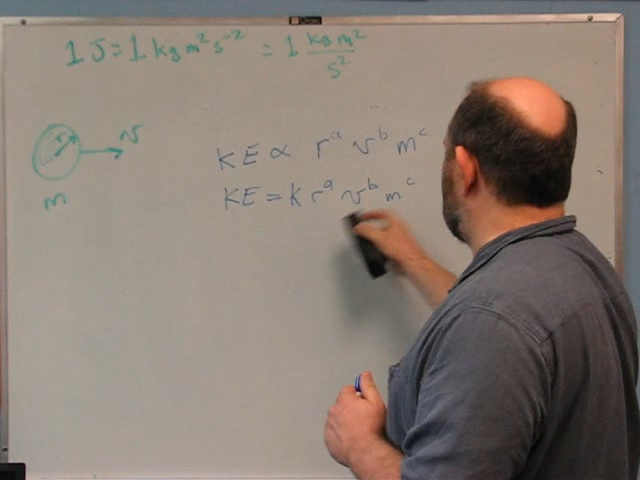 1 J = 1 kg m² s⁻² = 1 kg m²/s²
r v
m
KE ∝ rᵃ vᵇ mᶜ
KE = k rᵃ vᵇ mᶜ